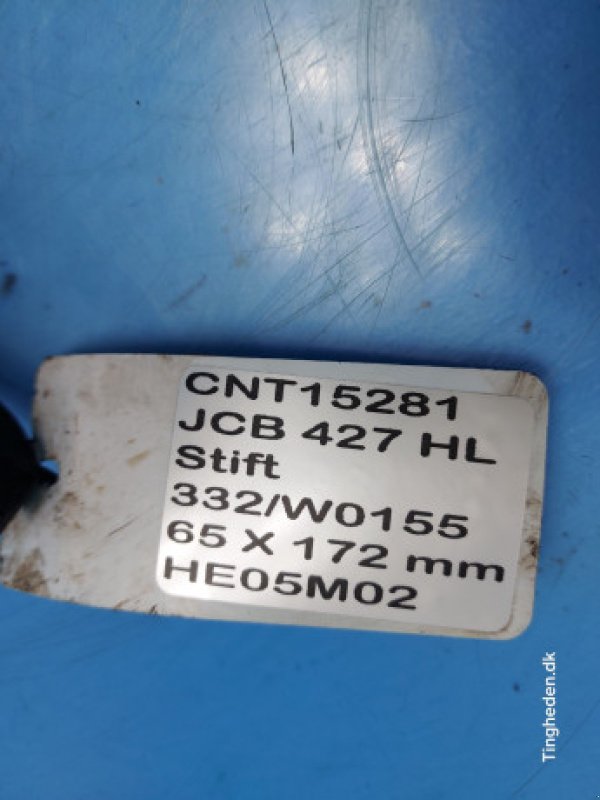 CNT15281
JCB 427 HL
Stift
332/W0155
65 X 172 mm
HE05M02
Tingheden.dk